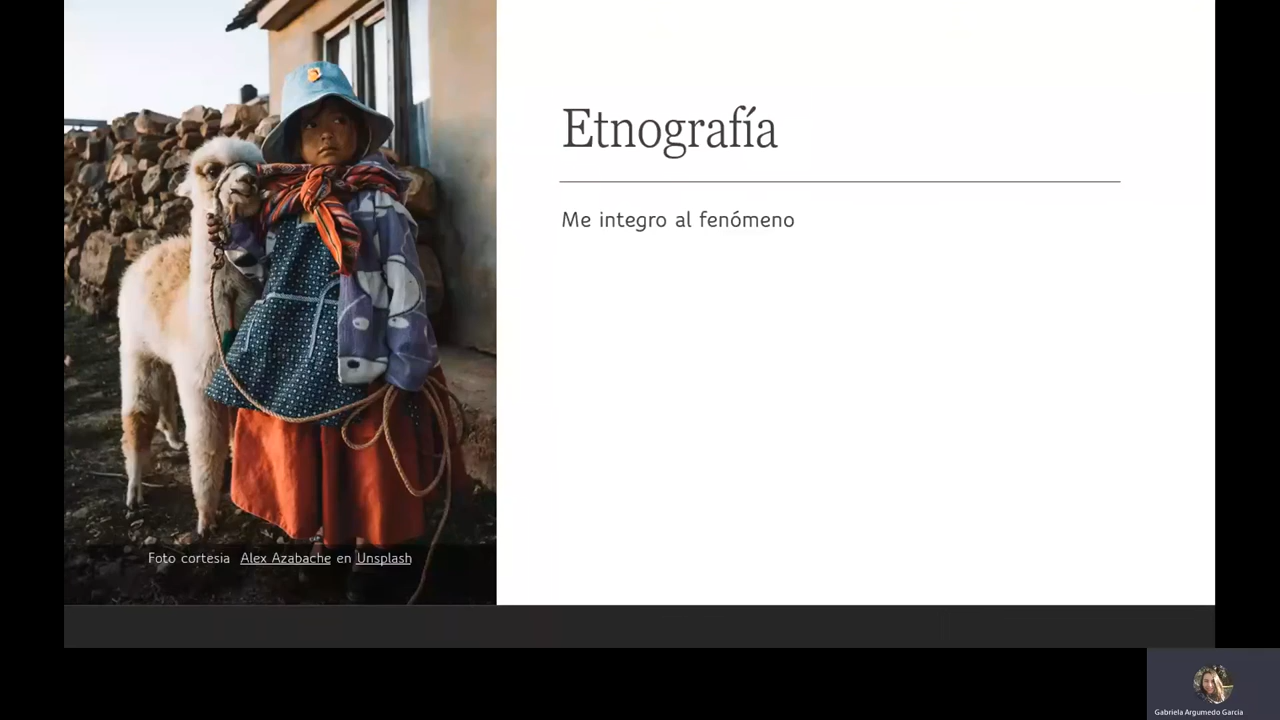 Etnografía
Me integro al fenómeno
Foto cortesia Alex Azabache en Unsplash
Gabriela Argumedo Garcia